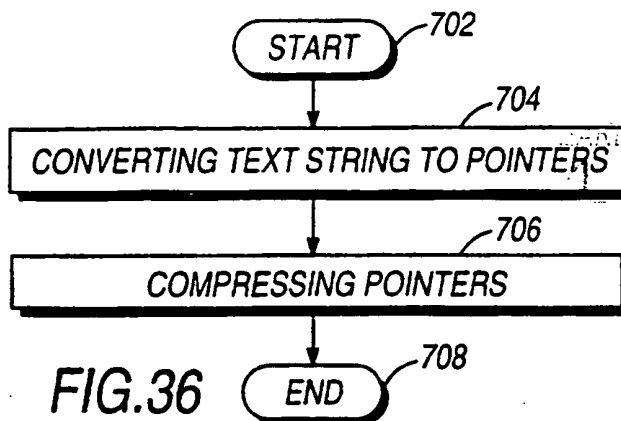 START
702
704
CONVERTING TEXT STRING TO POINTERS
706
COMPRESSING POINTERS
FIG.36
END
708